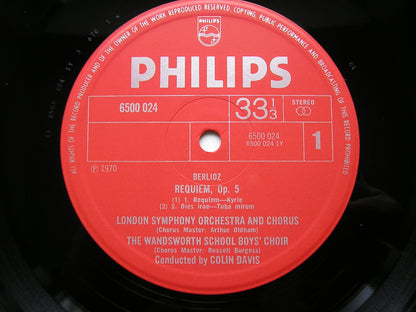 ALL RIGHTS OF THE RECORD PRODUCER AND OF THE OWNER OF THE WORK REPRODUCED RESERVED. COPYING, PUBLIC PERFORMANCE AND BROADCASTING OF THIS RECORD PROHIBITED
PHILIPS
PHILIPS
6500 024
33 1/3
STEREO
6500 024
6500 024 1Y
1
℗ 1970
BERLIOZ
REQUIEM, Op. 5
(1) 1. Requiem—Kyrie
(2) 2. Dies irae—Tuba mirum
LONDON SYMPHONY ORCHESTRA AND CHORUS
(Chorus Master: Arthur Oldham)
THE WANDSWORTH SCHOOL BOYS' CHOIR
(Chorus Master: Russell Burgess)
Conducted by COLIN DAVIS